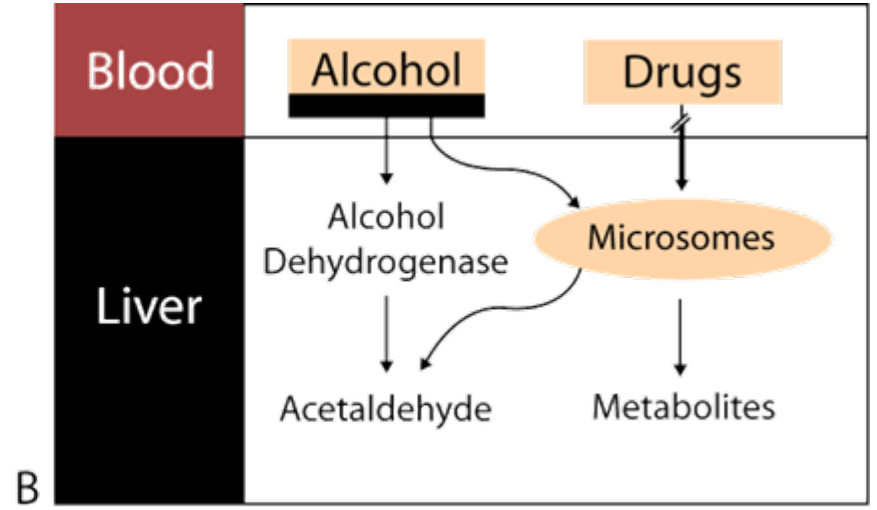 Blood
Alcohol
Drugs
Liver
Alcohol
Dehydrogenase
Microsomes
Acetaldehyde
Metabolites
B